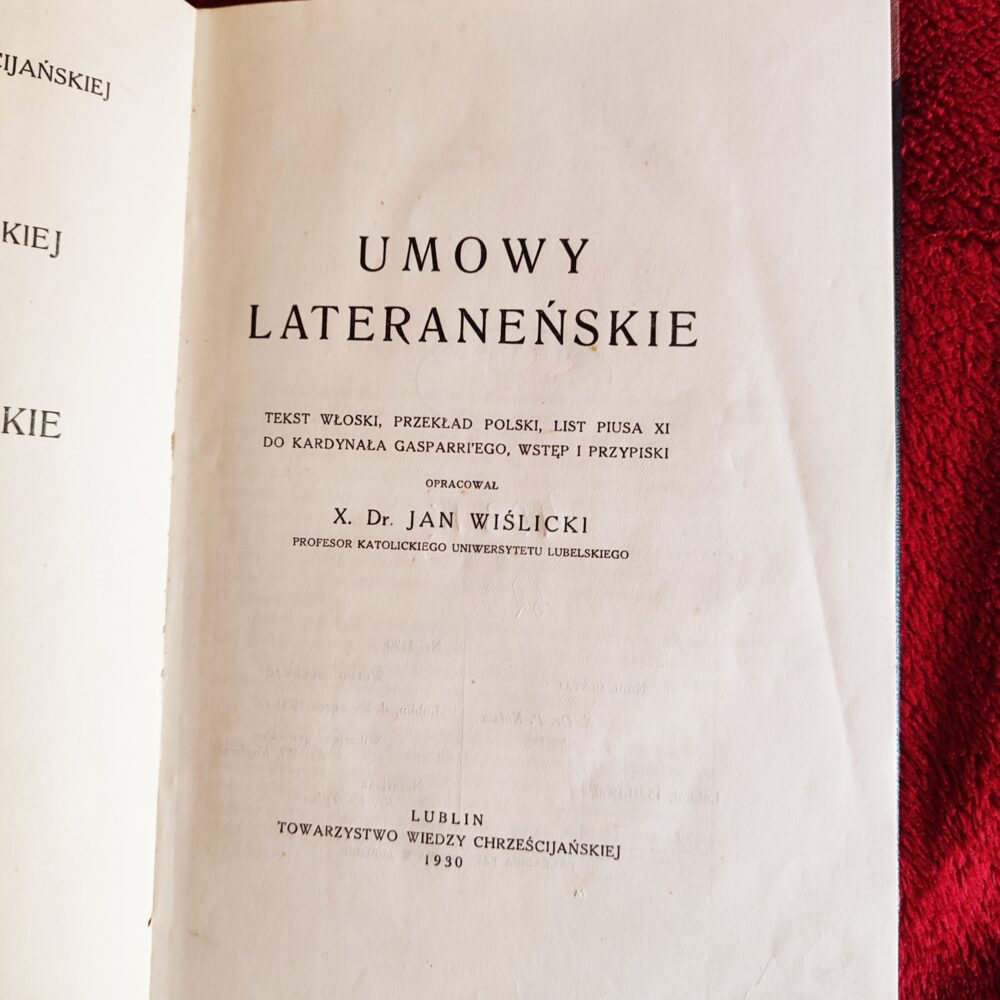 CIJAŃSKIEJ
KIEJ
KIE
UMOWY
LATERANEŃSKIE
TEKST WŁOSKI, PRZEKŁAD POLSKI, LIST PIUSA XI
DO KARDYNAŁA GASPARRI'EGO, WSTĘP I PRZYPISKI
OPRACOWAŁ
X. Dr. JAN WIŚLICKI
PROFESOR KATOLICKIEGO UNIWERSYTETU LUBELSKIEGO
LUBLIN
TOWARZYSTWO WIEDZY CHRZEŚCIJAŃSKIEJ
1930